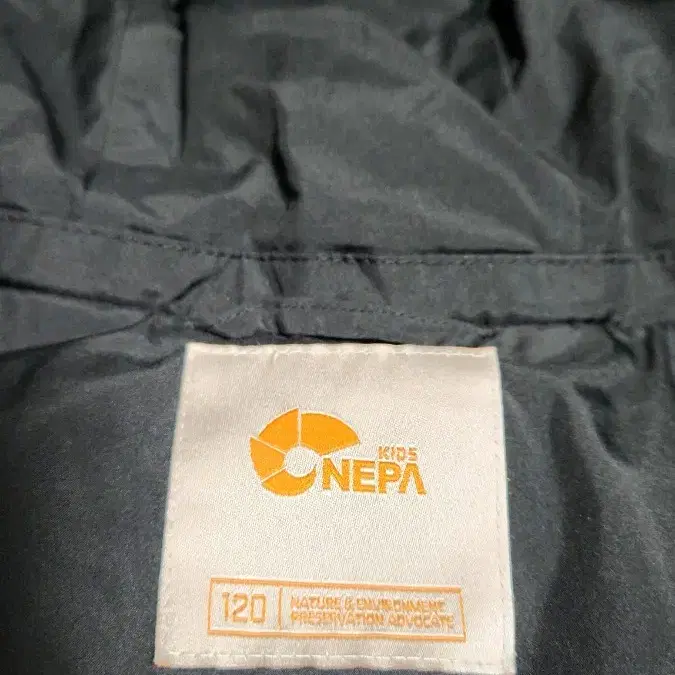 KIDS
NEPA
120
NATURE & ENVIRONMENT
PRESERVATION ADVOCATE